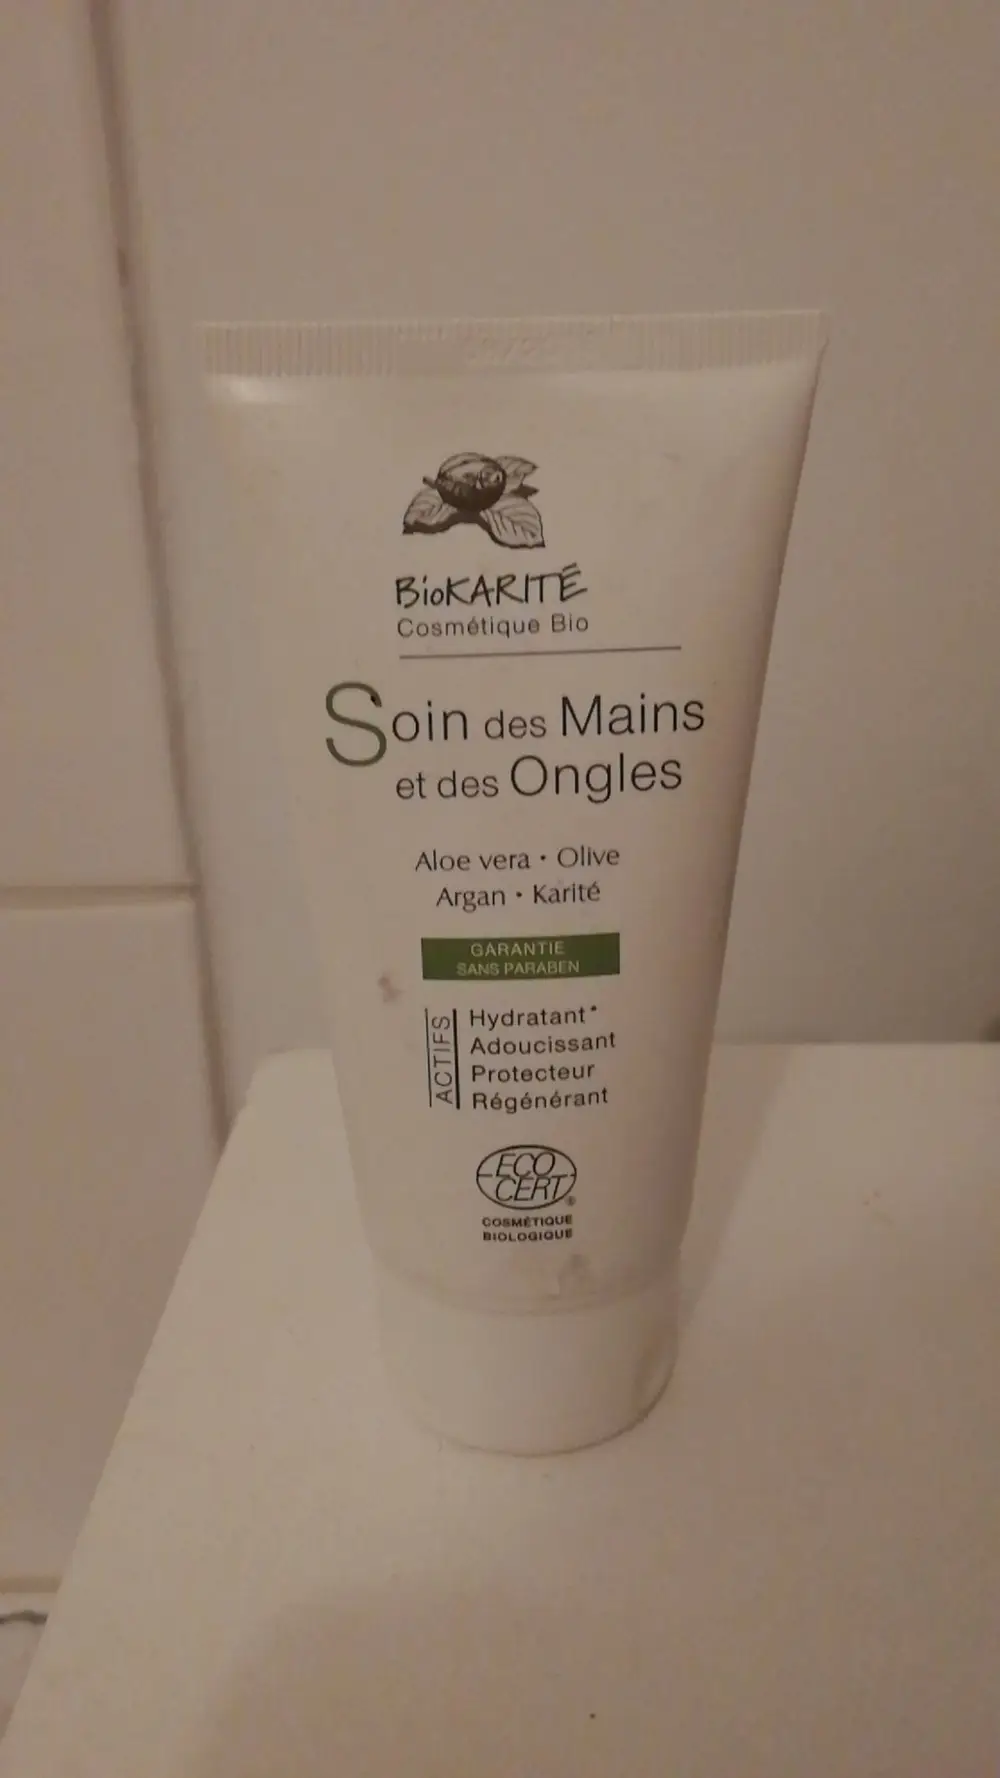 BioKARITÉ
Cosmétique Bio
Soin des Mains
et des Ongles
Aloe vera • Olive
Argan • Karité
GARANTIE
SANS PARABEN
ACTIFS
Hydratant*
Adoucissant
Protecteur
Régénérant
ECO
CERT®
COSMÉTIQUE
BIOLOGIQUE